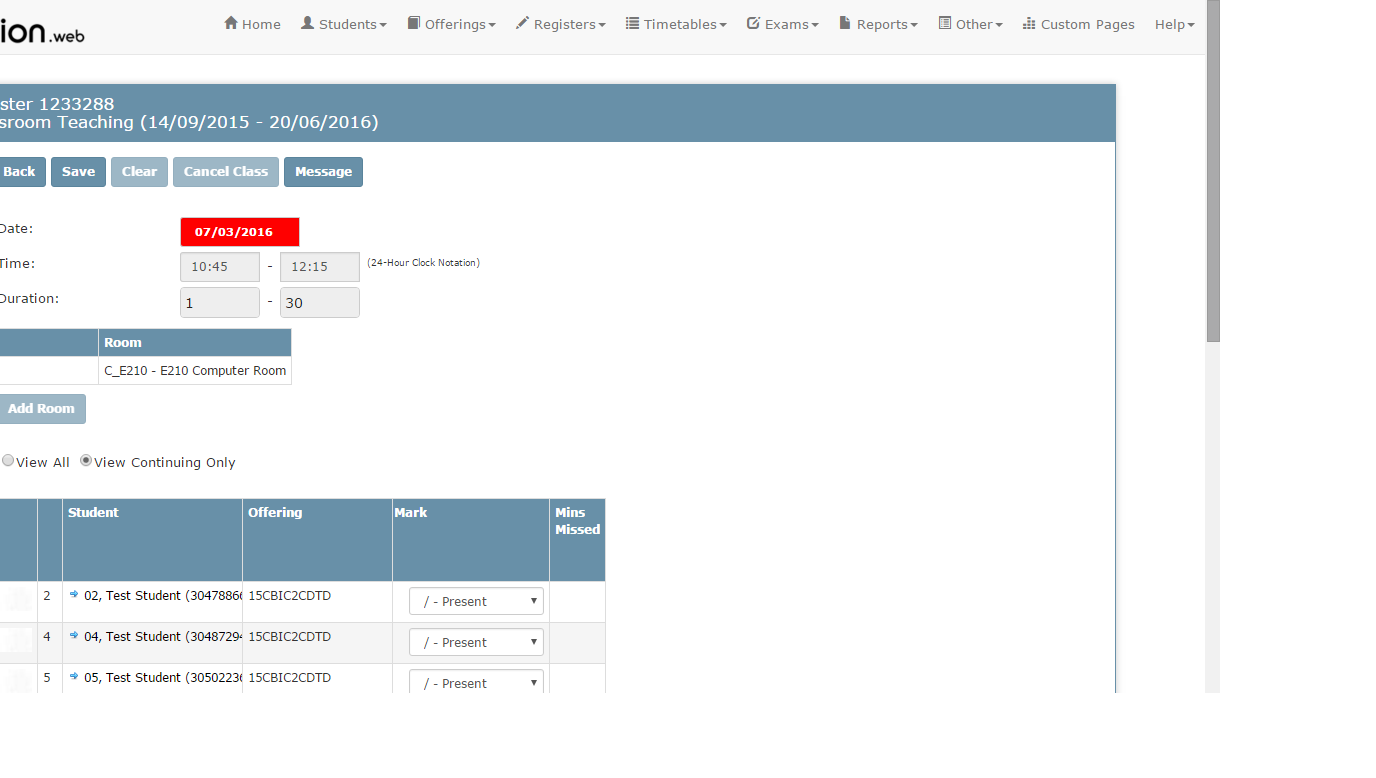 ion.web
Home Students Offerings Registers Timetables Exams Reports Other Custom Pages Help
ster 1233288
sroom Teaching (14/09/2015 - 20/06/2016)
Back Save Clear Cancel Class Message
Date: 07/03/2016
Time: 10:45 - 12:15 (24-Hour Clock Notation)
Duration: 1 - 30
Room
C_E210 - E210 Computer Room
Add Room
View All View Continuing Only
Student Offering Mark Mins
Missed
2 02, Test Student (3047886 15CBIC2CDTD / - Present
4 04, Test Student (3048729 15CBIC2CDTD / - Present
5 05, Test Student (3050223 15CBIC2CDTD / - Present